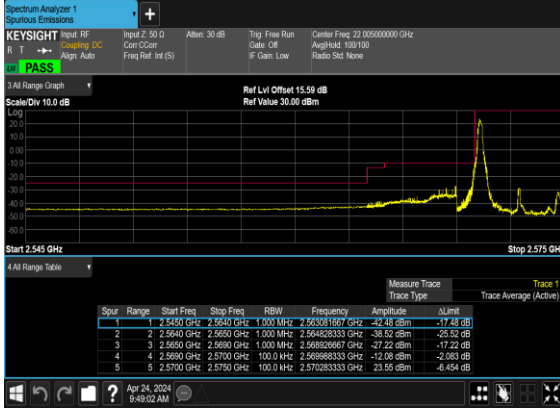 Spectrum Analyzer 1
Spurious Emissions
+
KEYSIGHT Input: RF Input Z: 50 Ω Atten: 30 dB Trig: Free Run Center Freq: 22.005000000 GHz
R T Coupling: DC Corr CCorr Gate: Off Avg|Hold: 100/100
Align: Auto Freq Ref: Int (S) IF Gain: Low Radio Std: None
LXI PASS
3 All Range Graph
Scale/Div 10.0 dB Ref Lvl Offset 15.59 dB
Ref Value 30.00 dBm
Log
20.0
10.0
0.00
-10.0
-20.0
-30.0
-40.0
-50.0
-60.0
Start 2.545 GHz Stop 2.575 GH
4 All Range Table
Measure Trace Trace 1
Trace Type Trace Average (Active)
Spur Range Start Freq Stop Freq RBW Frequency Amplitude ΔLimit
1 1 2.5450 GHz 2.5640 GHz 1.000 MHz 2.563081667 GHz -42.48 dBm -17.48 dB
2 2 2.5640 GHz 2.5650 GHz 1.000 MHz 2.564828333 GHz -38.52 dBm -25.52 dB
3 3 2.5650 GHz 2.5690 GHz 1.000 MHz 2.568926667 GHz -27.22 dBm -17.22 dB
4 4 2.5690 GHz 2.5700 GHz 100.0 kHz 2.569988333 GHz -12.08 dBm -2.083 dB
5 5 2.5700 GHz 2.5750 GHz 100.0 kHz 2.570283333 GHz 23.55 dBm -6.454 dB
?
Apr 24, 2024
9:49:02 AM